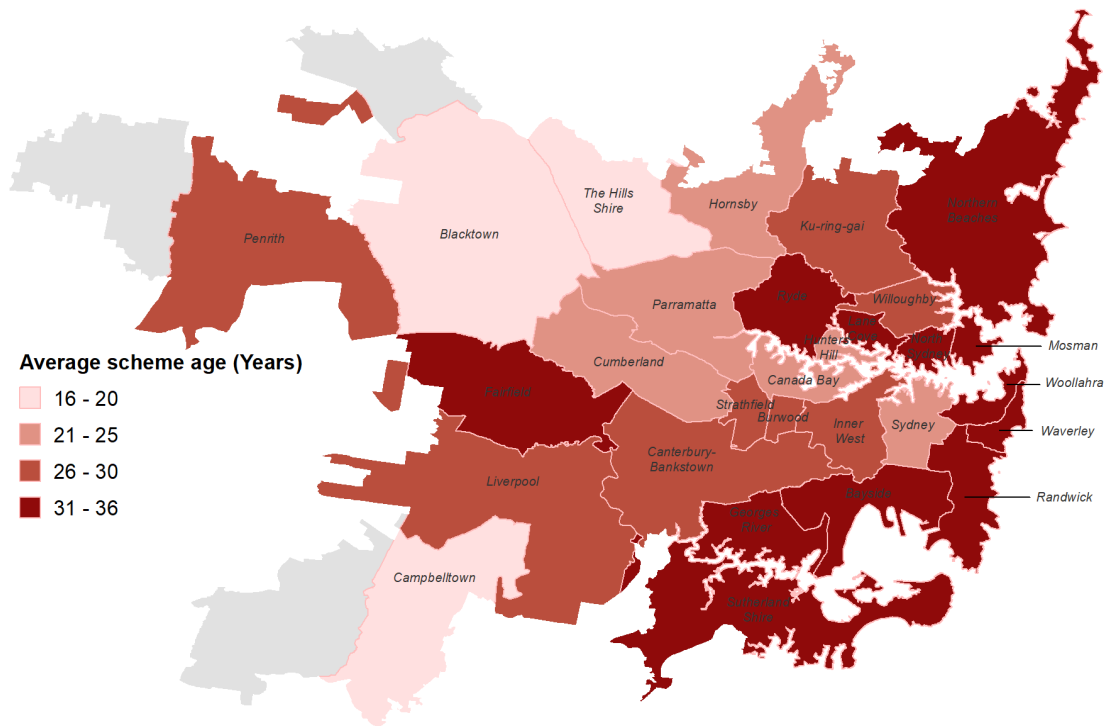 The Hills
Shire
Hornsby
Northern
Beaches
Ku-ring-gai
Penrith
Blacktown
Ryde
Willoughby
Parramatta
Lane
Cove
North
Sydney
Hunters
Hill
Mosman
Average scheme age (Years)
16 - 20
21 - 25
26 - 30
31 - 36
Cumberland
Canada Bay
Woollahra
Fairfield
Strathfield
Burwood
Inner
West
Sydney
Waverley
Canterbury-
Bankstown
Liverpool
Bayside
Randwick
Georges
River
Campbelltown
Sutherland
Shire